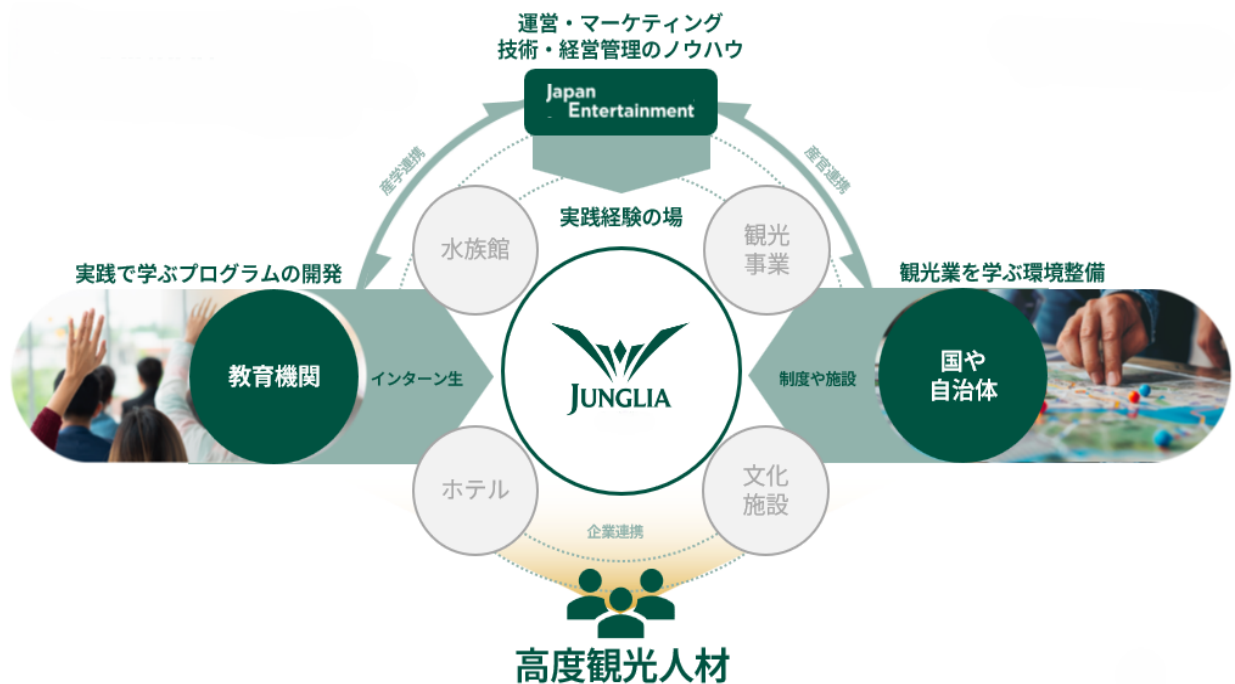 運営・マーケティング
技術・経営管理のノウハウ
Japan
Entertainment
産学連携
産官連携
実践経験の場
水族館
観光
事業
実践で学ぶプログラムの開発
観光業を学ぶ環境整備
教育機関
インターン生
JUNGLIA
制度や施設
国や
自治体
ホテル
文化
施設
企業連携
高度観光人材